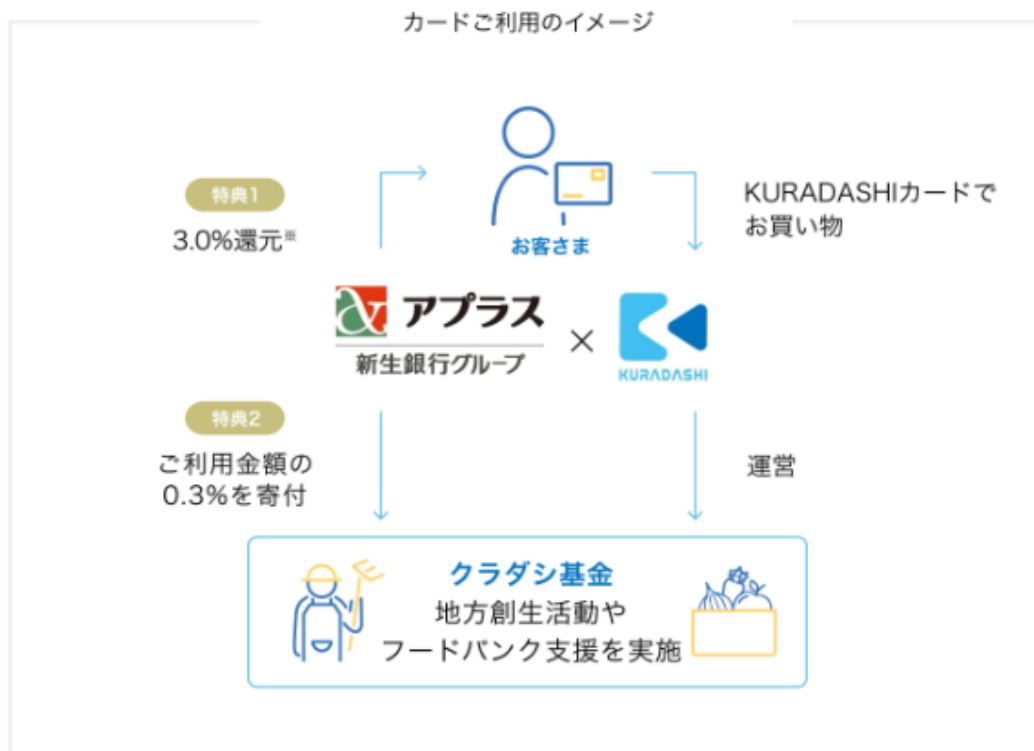 カードご利用のイメージ
特典1
3.0%還元※
お客さま
KURADASHIカードで
お買い物
& アプラス
新生銀行グループ
×
KURADASHI
特典2
ご利用金額の
0.3%を寄付
運営
クラダシ基金
地方創生活動や
フードバンク支援を実施